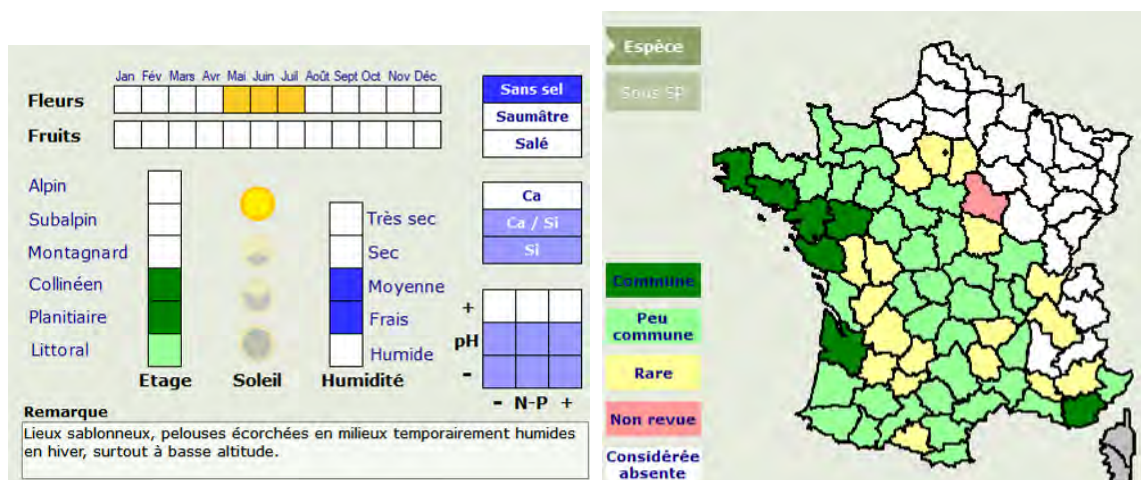 Jan Fév Mars Avr Mai Juin Juil Août Sept Oct Nov Déc
Fleurs
Fruits
Sans sel
Saumâtre
Salé
Alpin
Subalpin
Montagnard
Collinéen
Planitiaire
Littoral
Etage
Soleil
Très sec
Sec
Moyenne
Frais
Humide
Humidité
Ca
Ca / Si
Si
+
pH
-
- N-P +
Remarque
Lieux sablonneux, pelouses écorchées en milieux temporairement humides
en hiver, surtout à basse altitude.
Espèce
Sous SP
Commune
Peu
commune
Rare
Non revue
Considérée
absente